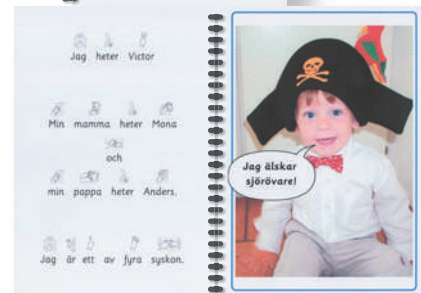 Jag heter Victor
Min mamma heter Mona
och
min pappa heter Anders.
Jag är ett av fyra syskon.
Jag älskar
sjörövare!